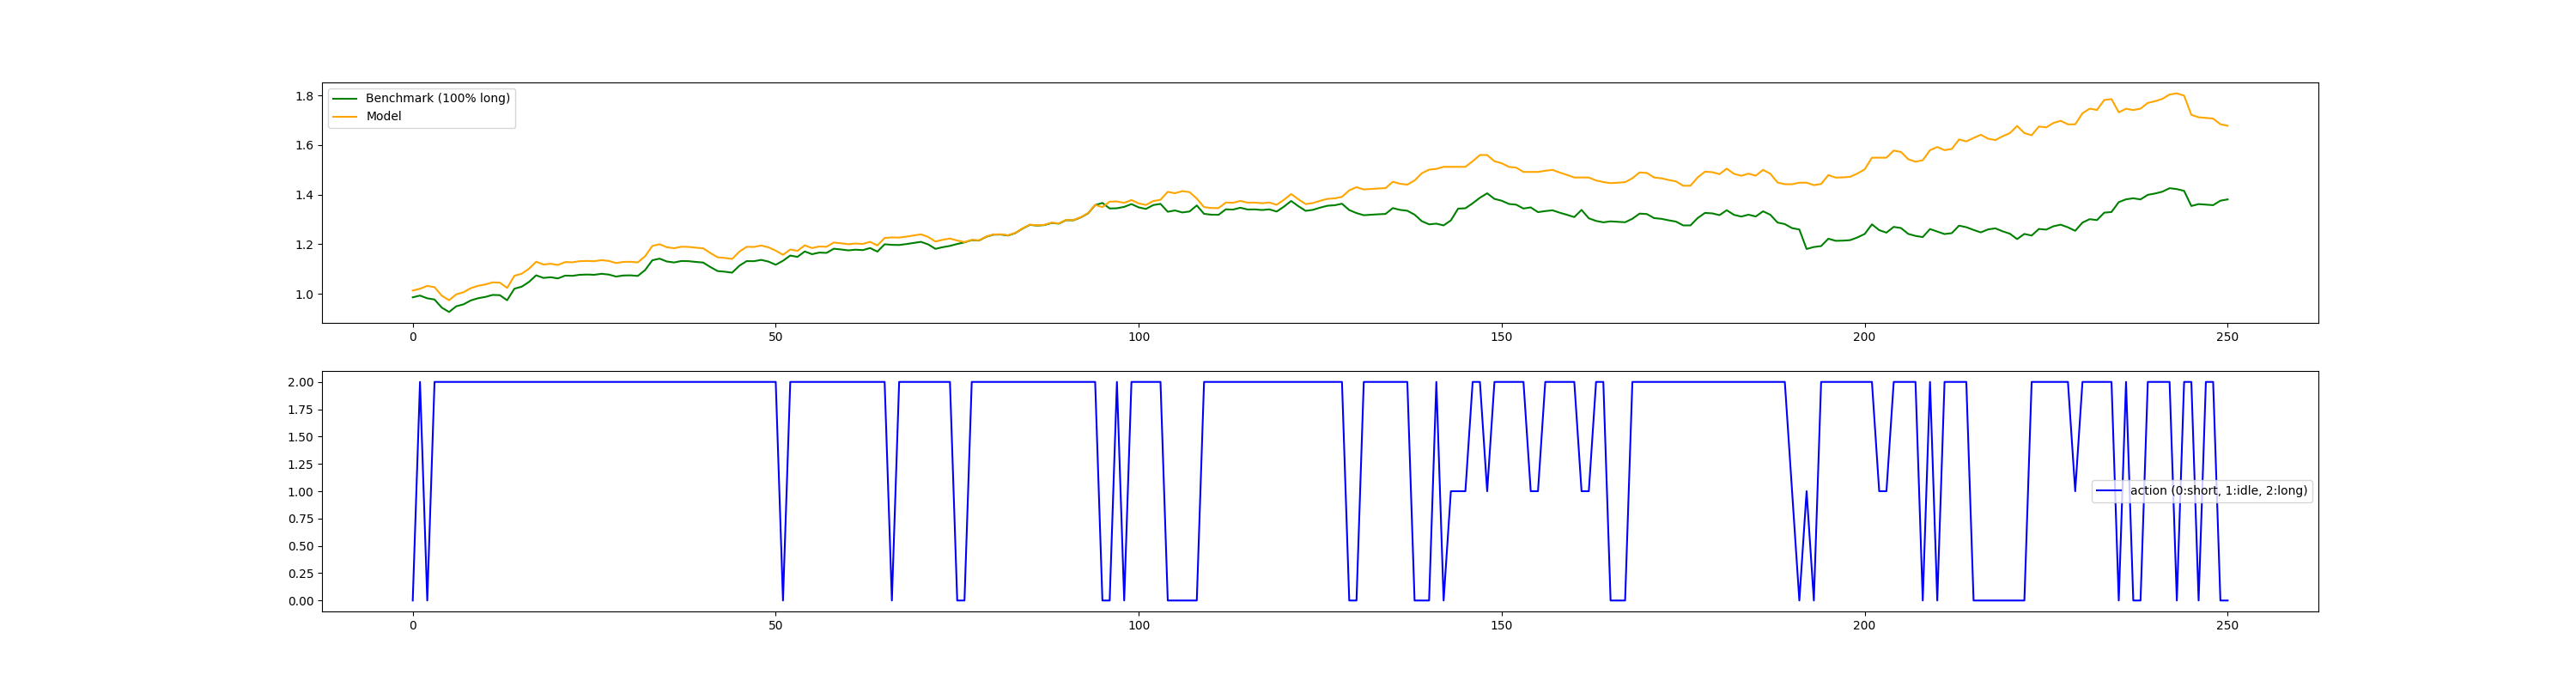 1.8
1.6
1.4
1.2
1.0
Benchmark (100% long)
Model
0 50 100 150 200 250
2.00
1.75
1.50
1.25
1.00
0.75
0.50
0.25
0.00
action (0:short, 1:idle, 2:long)
0 50 100 150 200 250